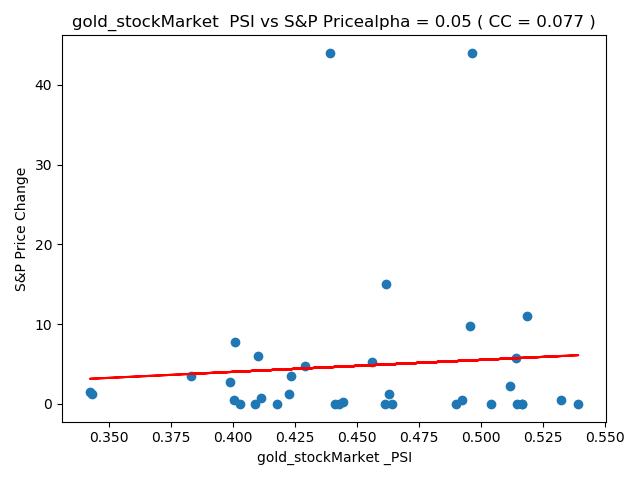 gold_stockMarket  PSI vs S&P Pricealpha = 0.05 ( CC = 0.077 )
40
30
20
10
0
S&P Price Change
0.350 0.375 0.400 0.425 0.450 0.475 0.500 0.525 0.550
gold_stockMarket _PSI